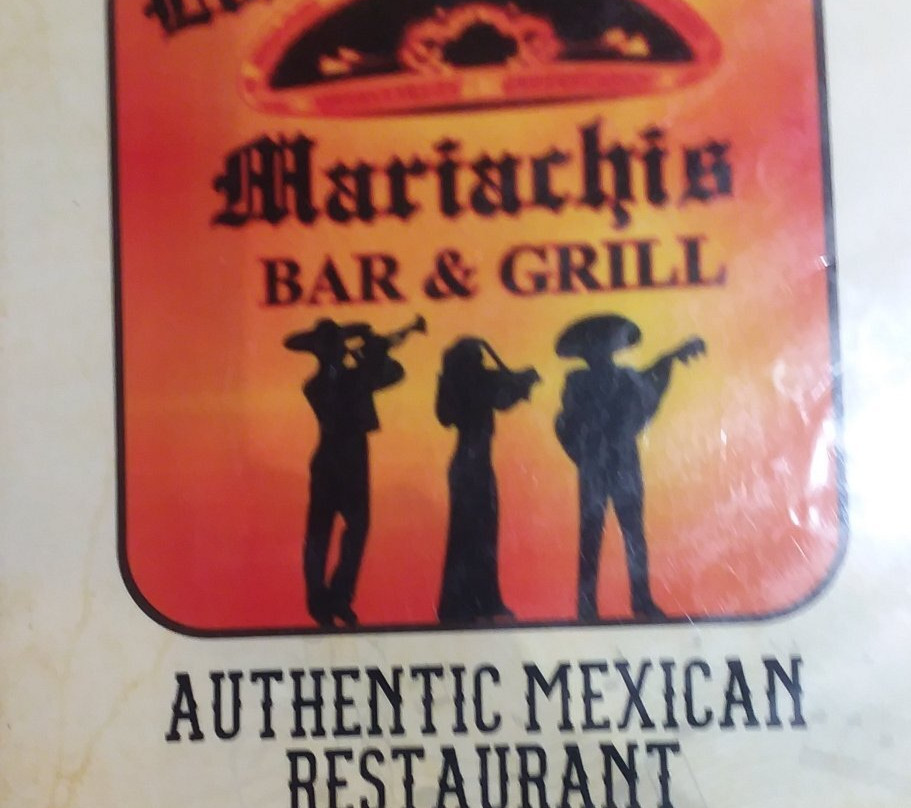 Mariachis
BAR & GRILL
AUTHENTIC MEXICAN
RESTAURANT